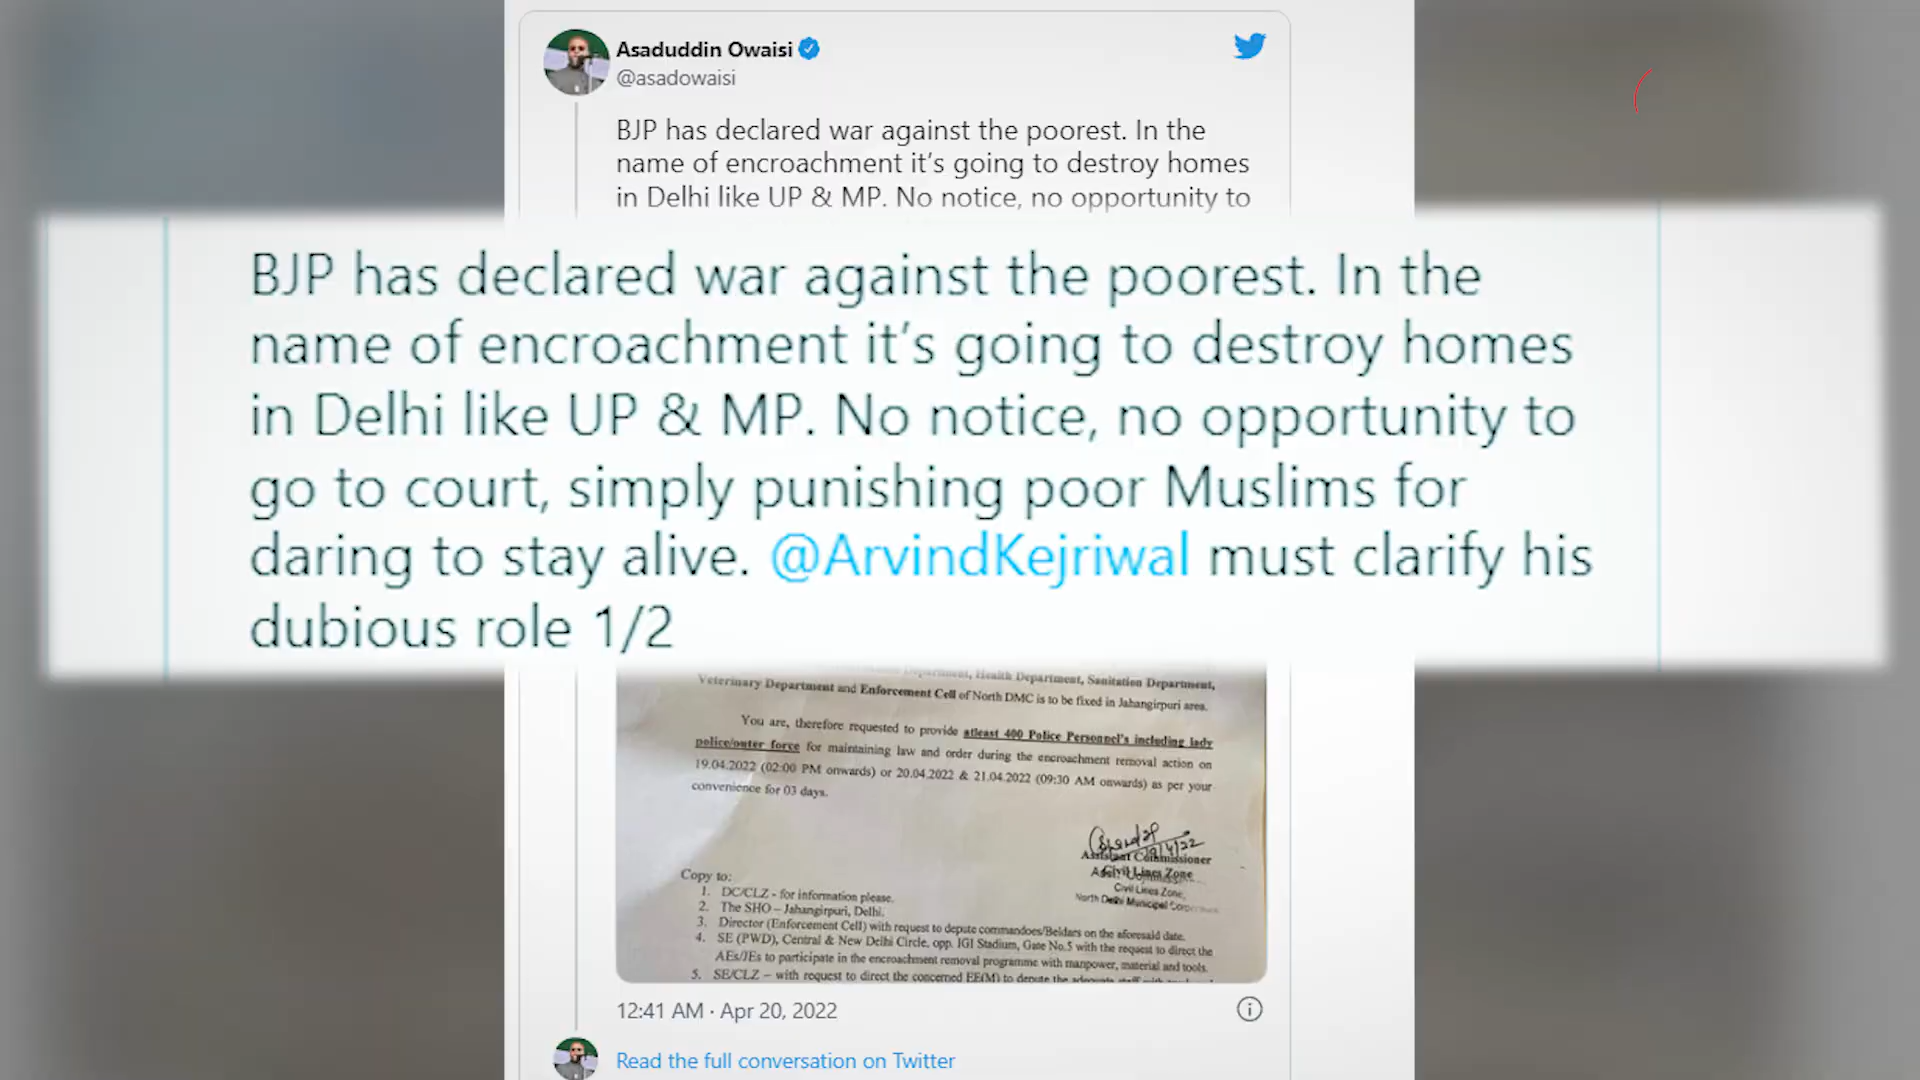 Asaduddin Owaisi
@asadowaisi
BJP has declared war against the poorest. In the
name of encroachment it's going to destroy homes
in Delhi like UP & MP. No notice, no opportunity to
BJP has declared war against the poorest. In the
name of encroachment it's going to destroy homes
in Delhi like UP & MP. No notice, no opportunity to
go to court, simply punishing poor Muslims for
daring to stay alive. @ArvindKejriwal must clarify his
dubious role 1/2
Department, Health Department, Sanitation Department,
Veterinary Department and Enforcement Cell of North DMC is to be fixed in Jahangirpuri area.
You are, therefore requested to provide atleast 400 Police Personnel's including lady
police/outer force for maintaining law and order during the encroachment removal action on
19.04.2022 (02:00 PM onwards) or 20.04.2022 & 21.04.2022 (09:30 AM onwards) as per your
convenience for 03 days.
Assistant Commissioner
Civil Lines Zone
Civil Lines Zone,
North Delhi Municipal
Copy to:
1. DC/CLZ - for information please.
2. The SHO – Jahangirpuri, Delhi.
3. Director (Enforcement Cell) with request to depute commandoes/Beldars on the aforesaid date.
4. SE (PWD), Central & New Delhi Circle, opp. IGI Stadium, Gate No.5 with the request to direct the
AEs/JEs to participate in the encroachment removal programme with manpower, material and tools.
5. SE/CLZ – with request to direct the concerned EE(M) to depute the adequate staff with
12:41 AM · Apr 20, 2022
Read the full conversation on Twitter